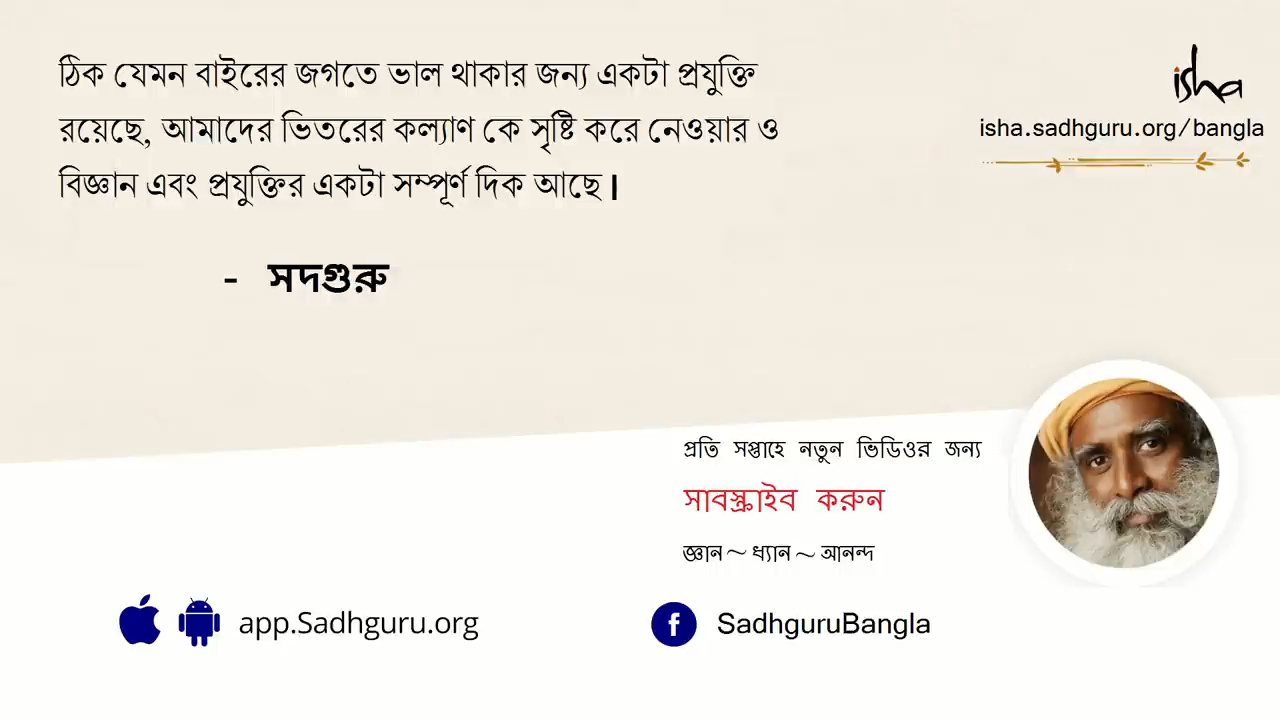 ঠিক যেমন বাইরের জগতে ভাল থাকার জন্য একটা প্রযুক্তি
রয়েছে, আমাদের ভিতরের কল্যাণ কে সৃষ্টি করে নেওয়ার ও
বিজ্ঞান এবং প্রযুক্তির একটা সম্পূর্ণ দিক আছে।
- সদগুরু
isha
isha.sadhguru.org/bangla
প্রতি সপ্তাহে নতুন ভিডিওর জন্য
সাবস্ক্রাইব করুন
জ্ঞান ~ ধ্যান ~ আনন্দ
app.Sadhguru.org
f SadhguruBangla